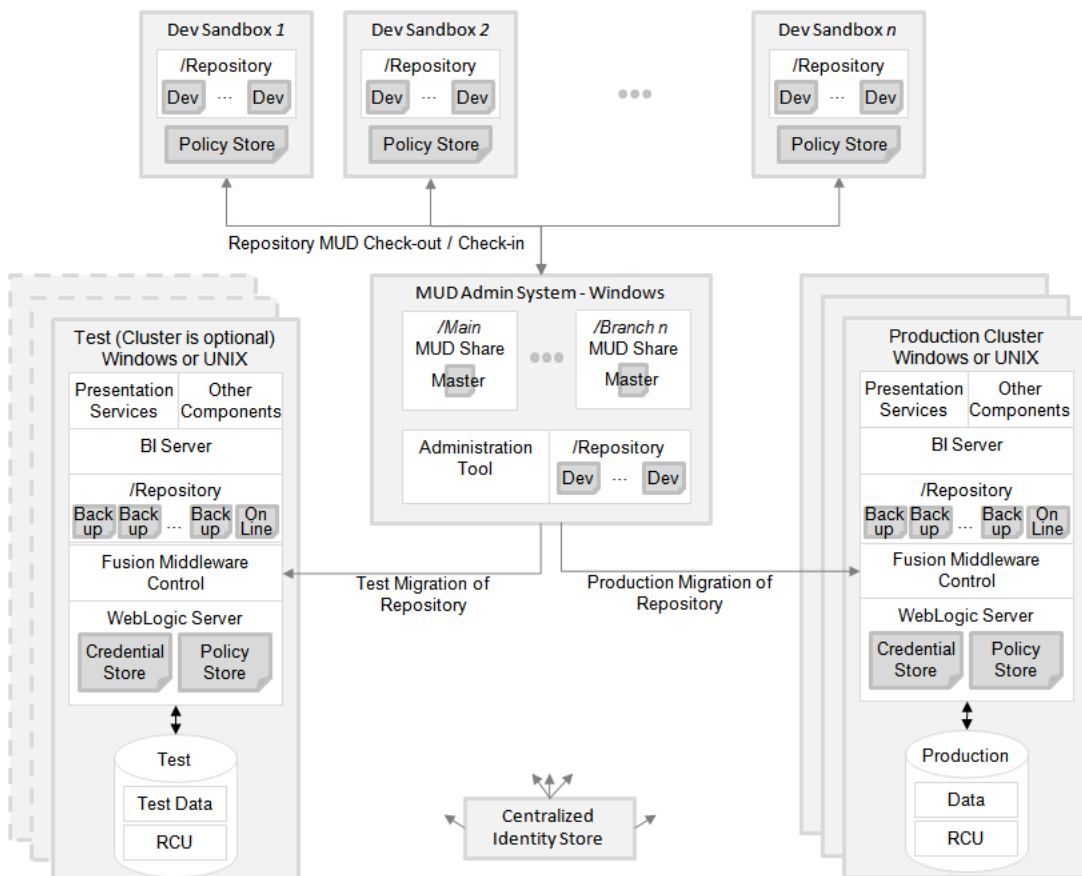 Dev Sandbox 1
/Repository
Dev ... Dev
Policy Store
Dev Sandbox 2
/Repository
Dev ... Dev
Policy Store
Dev Sandbox n
/Repository
Dev ... Dev
Policy Store
Repository MUD Check-out / Check-in
MUD Admin System - Windows
/Main
MUD Share
Master
/Branch n
MUD Share
Master
Administration
Tool
/Repository
Dev ... Dev
Test (Cluster is optional)
Windows or UNIX
Presentation
Services
Other
Components
BI Server
/Repository
Back
up
Back
up
...
Back
up
On
Line
Fusion Middleware
Control
WebLogic Server
Credential
Store
Policy
Store
Test
Test Data
RCU
Test Migration of
Repository
Production Migration of
Repository
Production Cluster
Windows or UNIX
Presentation
Services
Other
Components
BI Server
/Repository
Back
up
Back
up
...
Back
up
On
Line
Fusion Middleware
Control
WebLogic Server
Credential
Store
Policy
Store
Production
Data
RCU
Centralized
Identity Store